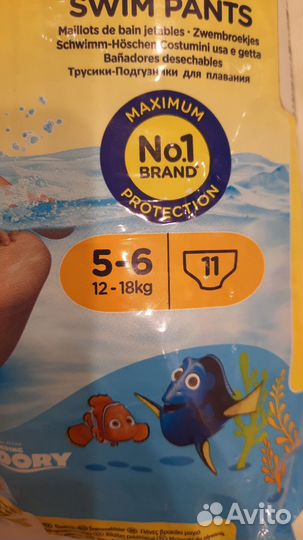 SWIM PANTS
Maillots de bain jetables · Zwembroekjes
Schwimm-Höschen Costumini usa e getta
Bañadores desechables
Трусики-Подгузники для плавания
MAXIMUM
No.1
BRAND
PROTECTION
5-6
12 - 18kg
11
DORY
Avito